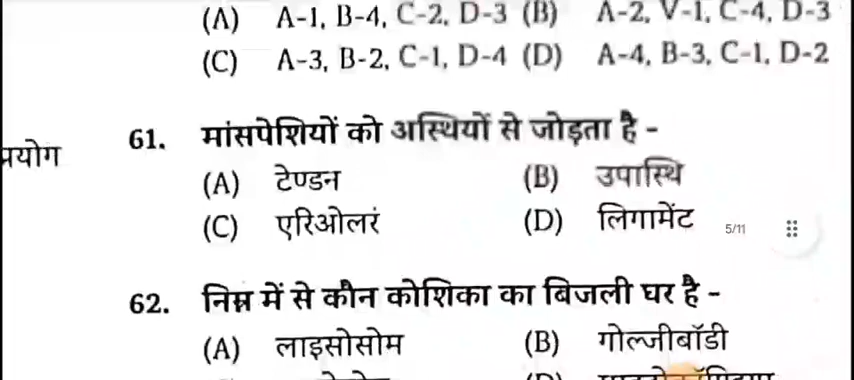 (A) A-1, B-4, C-2, D-3 (B) A-2, V-1, C-4, D-3
(C) A-3, B-2, C-1, D-4 (D) A-4, B-3, C-1, D-2
61. मांसपेशियों को अस्थियों से जोड़ता है -
(A) टेण्डन (B) उपास्थि
(C) एरिओलरं (D) लिगामेंट
5/11
62. निम्न में से कौन कोशिका का बिजली घर है -
(A) लाइसोसोम (B) गोल्जीबॉडी